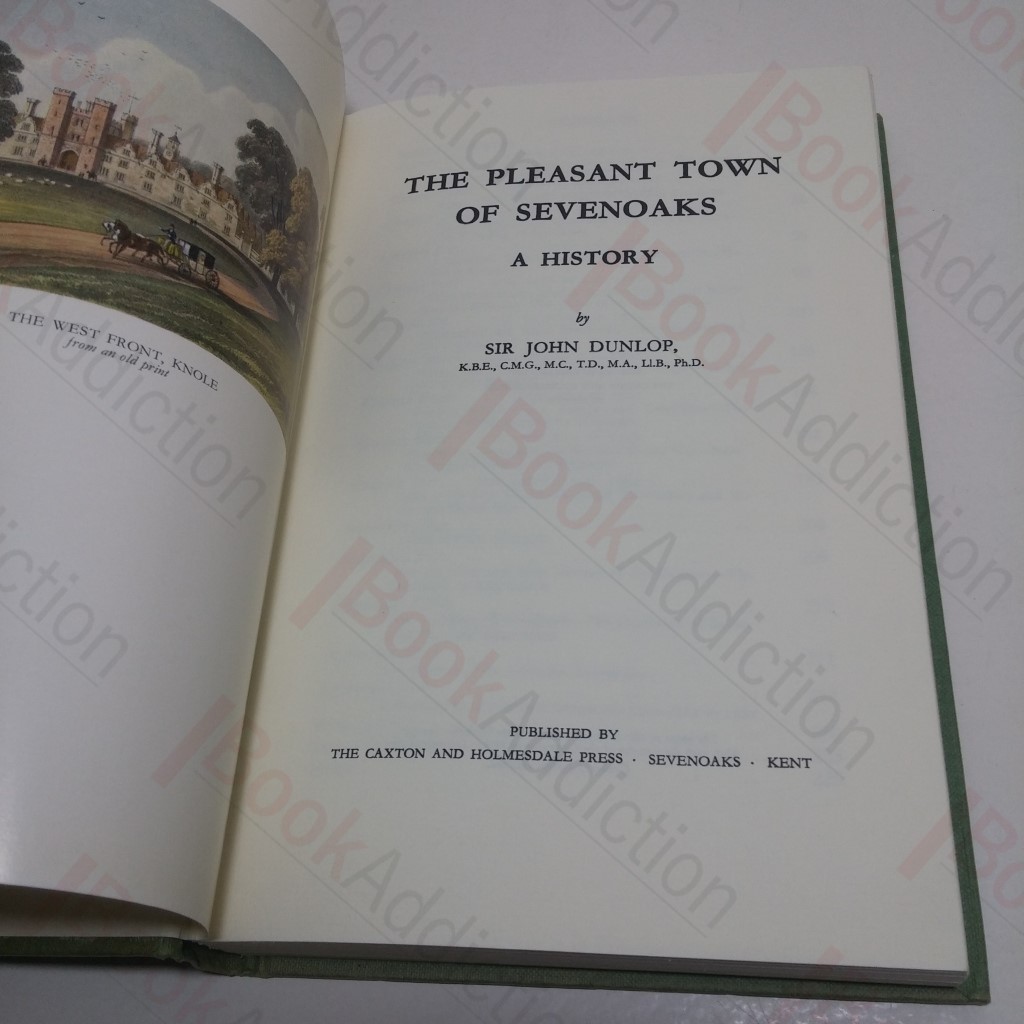 THE WEST FRONT, KNOLE
from an old print
THE PLEASANT TOWN
OF SEVENOAKS
A HISTORY
by
SIR JOHN DUNLOP,
K.B.E., C.M.G., M.C., T.D., M.A., Ll.B., Ph.D.
PUBLISHED BY
THE CAXTON AND HOLMESDALE PRESS · SEVENOAKS · KENT
BookAddiction